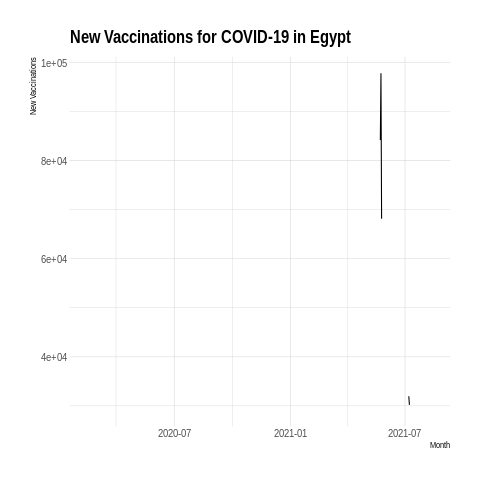 New Vaccinations for COVID-19 in Egypt
New Vaccinations
1e+05
8e+04
6e+04
4e+04
2020-07
2021-01
2021-07
Month